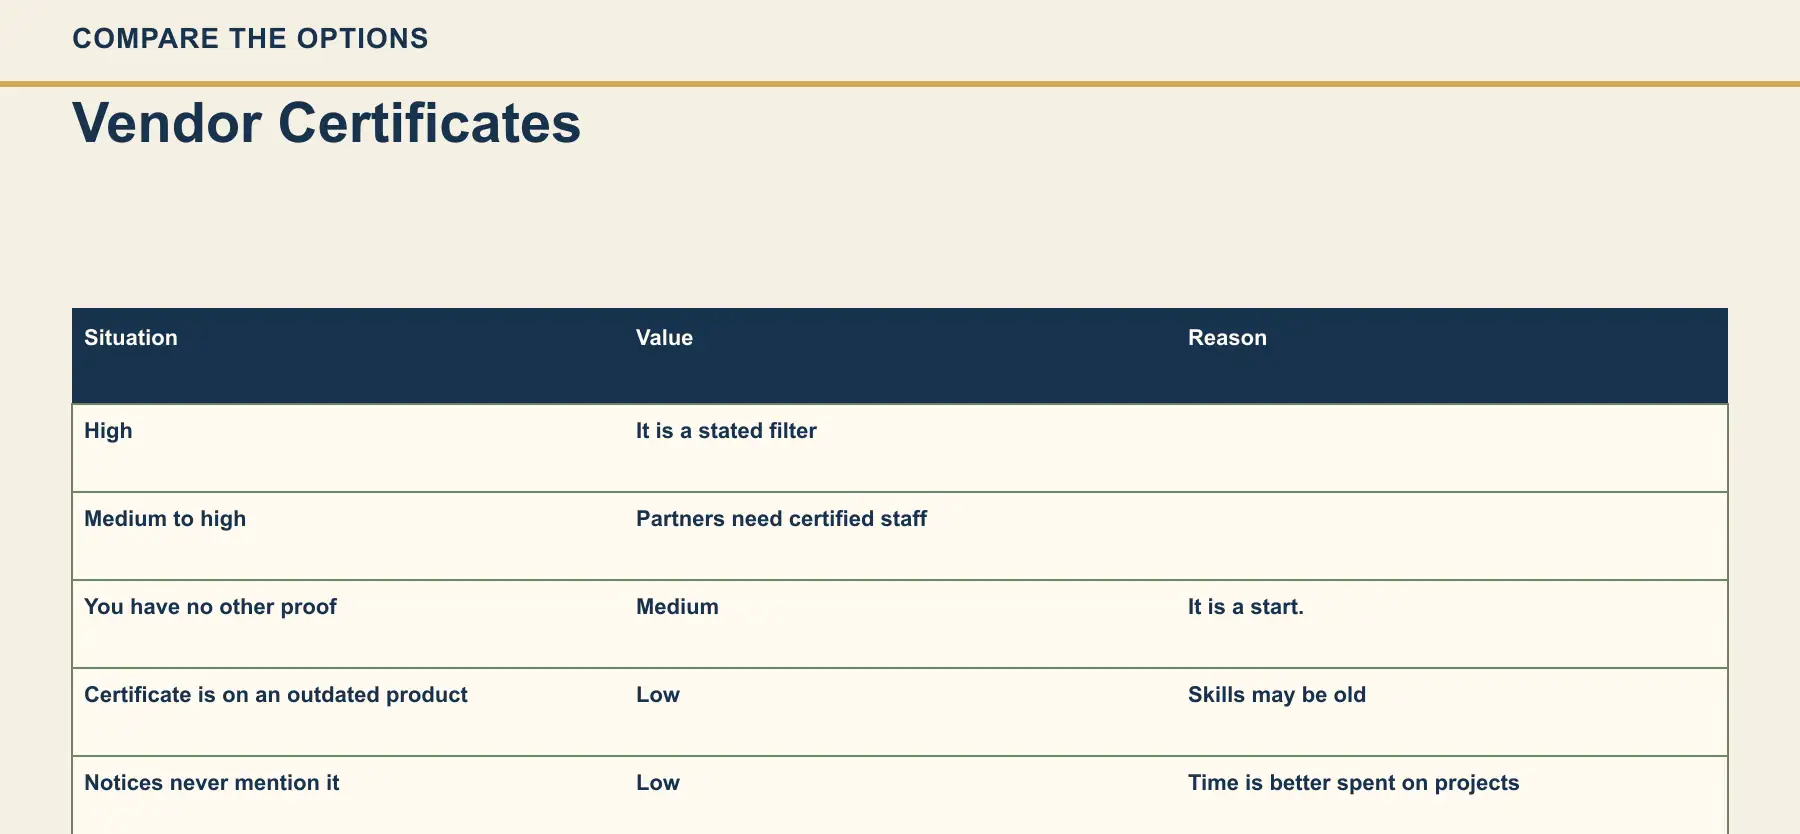 COMPARE THE OPTIONS
Vendor Certificates
Situation Value Reason
High It is a stated filter
Medium to high Partners need certified staff
You have no other proof Medium It is a start.
Certificate is on an outdated product Low Skills may be old
Notices never mention it Low Time is better spent on projects